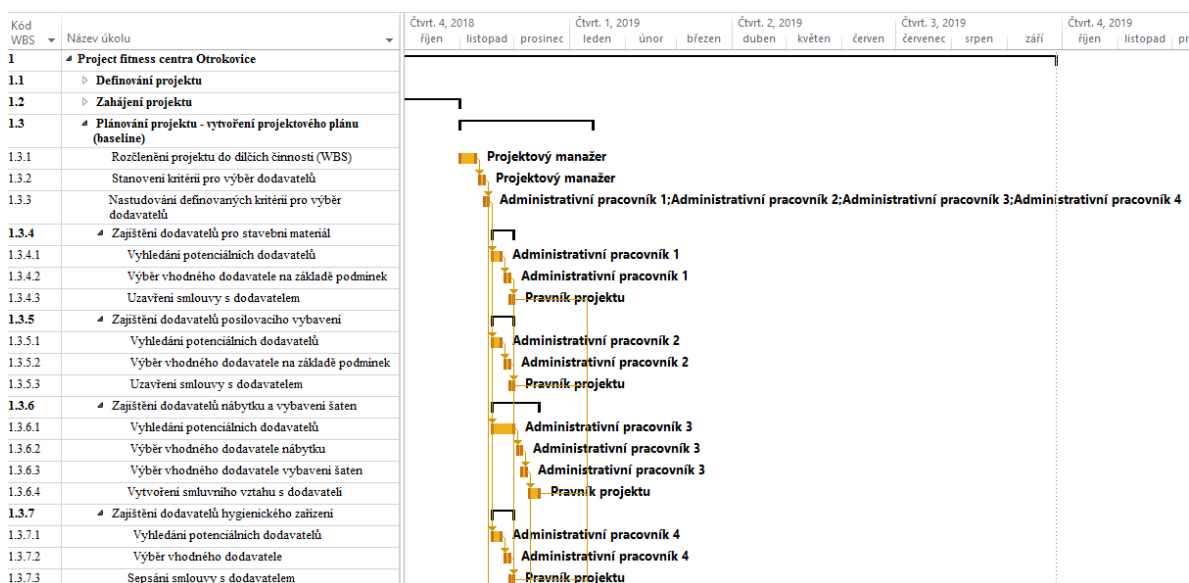 Kód
WBS
Název úkolu
Čtvrt. 4, 2018
Čtvrt. 1, 2019
Čtvrt. 2, 2019
Čtvrt. 3, 2019
Čtvrt. 4, 2019
říjen listopad prosinec leden únor březen duben květen červen červenec srpen září říjen listopad pr
1 Project fitness centra Otrokovice
1.1 Definování projektu
1.2 Zahájení projektu
1.3 Plánování projektu - vytvoření projektového plánu
(baseline)
1.3.1 Rozčlenění projektu do dílčích činností (WBS) Projektový manažer
1.3.2 Stanovení kritérii pro výběr dodavatelů Projektový manažer
1.3.3 Nastudování definovaných kritérii pro výběr
dodavatelů
Administrativní pracovník 1;Administrativní pracovník 2;Administrativní pracovník 3;Administrativní pracovník 4
1.3.4 Zajištění dodavatelů pro stavební materiál
1.3.4.1 Vyhledání potenciálních dodavatelů Administrativní pracovník 1
1.3.4.2 Výběr vhodného dodavatele na základě podmínek Administrativní pracovník 1
1.3.4.3 Uzavření smlouvy s dodavatelem Pravník projektu
1.3.5 Zajištění dodavatelů posilovacího vybavení
1.3.5.1 Vyhledání potenciálních dodavatelů Administrativní pracovník 2
1.3.5.2 Výběr vhodného dodavatele na základě podmínek Administrativní pracovník 2
1.3.5.3 Uzavření smlouvy s dodavatelem Pravník projektu
1.3.6 Zajištění dodavatelů nábytku a vybavení šaten
1.3.6.1 Vyhledání potenciálních dodavatelů Administrativní pracovník 3
1.3.6.2 Výběr vhodného dodavatele nábytku Administrativní pracovník 3
1.3.6.3 Výběr vhodného dodavatele vybavení šaten Administrativní pracovník 3
1.3.6.4 Vytvoření smluvního vztahu s dodavateli Pravník projektu
1.3.7 Zajištění dodavatelů hygienického zařízení
1.3.7.1 Vyhledání potenciálních dodavatelů Administrativní pracovník 4
1.3.7.2 Výběr vhodného dodavatele Administrativní pracovník 4
1.3.7.3 Sepsání smlouvy s dodavatelem Pravník projektu